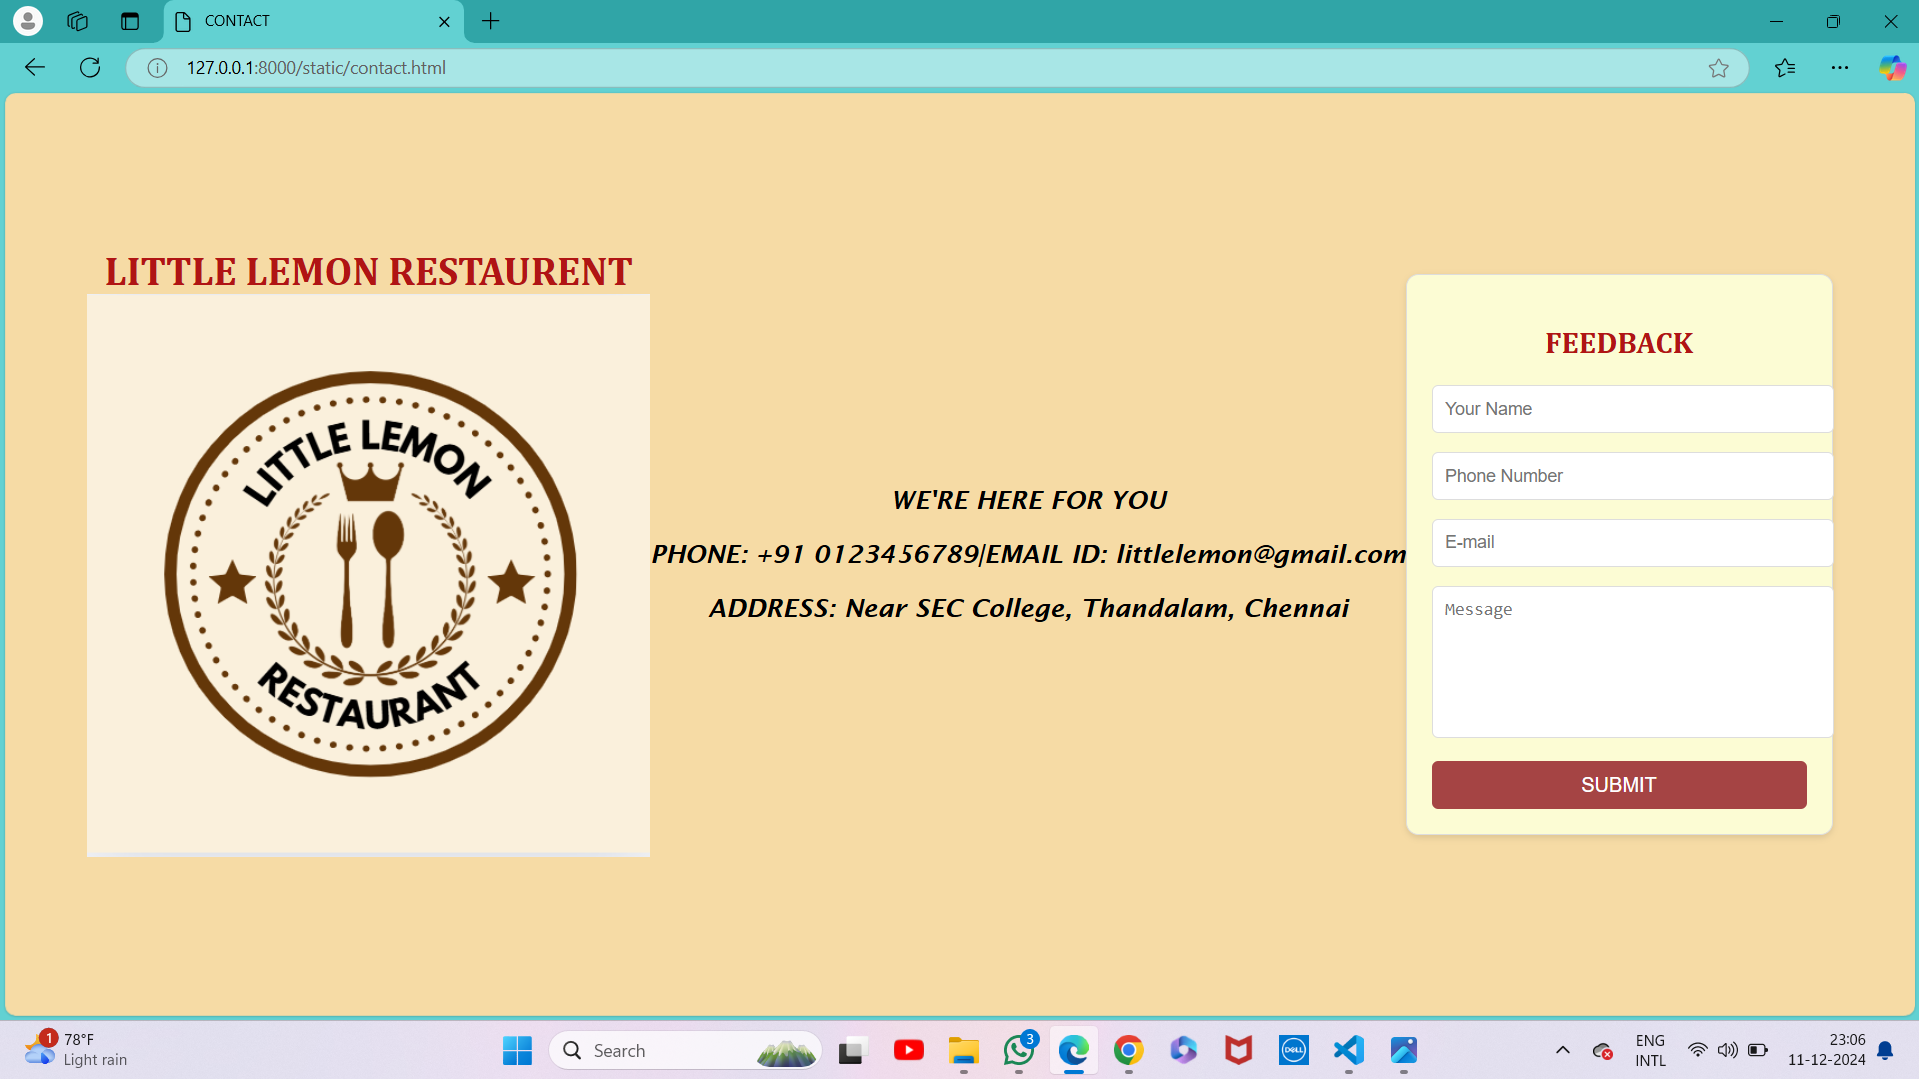 CONTACT
127.0.0.1:8000/static/contact.html
LITTLE LEMON RESTAURENT
LITTLE LEMON
RESTAURANT
WE'RE HERE FOR YOU
PHONE: +91 0123456789|EMAIL ID: littlelemon@gmail.com
ADDRESS: Near SEC College, Thandalam, Chennai
FEEDBACK
Your Name
Phone Number
E-mail
Message
SUBMIT
1
78°F
Light rain
Search
3
DELL
ENG
INTL
23:06
11-12-2024